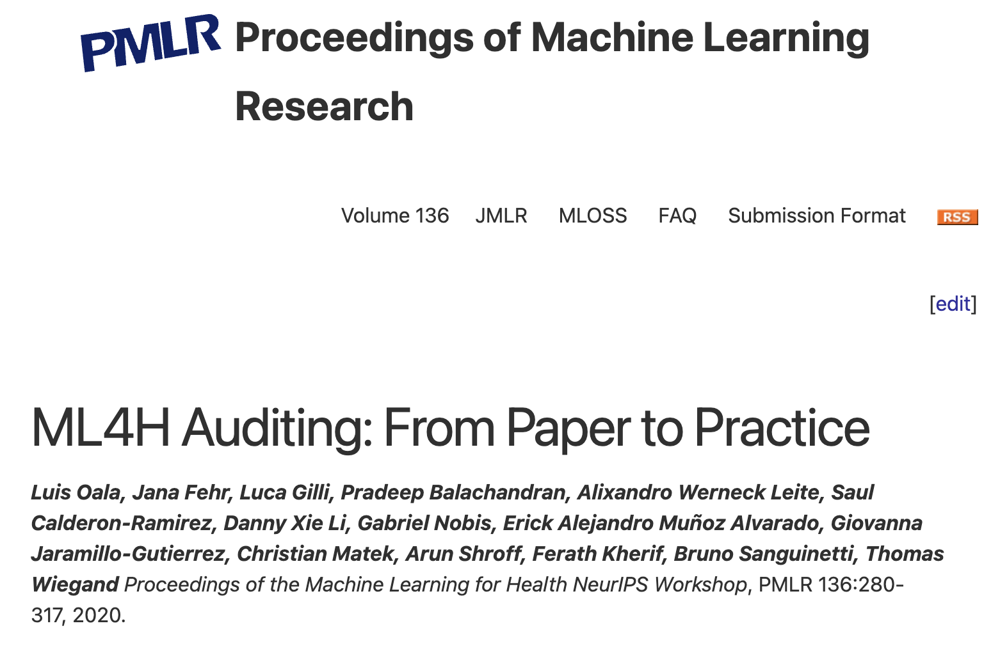 PMLR Proceedings of Machine Learning
Research
Volume 136 JMLR MLOSS FAQ Submission Format RSS
[edit]
ML4H Auditing: From Paper to Practice
Luis Oala, Jana Fehr, Luca Gilli, Pradeep Balachandran, Alixandro Werneck Leite, Saul
Calderon-Ramirez, Danny Xie Li, Gabriel Nobis, Erick Alejandro Muñoz Alvarado, Giovanna
Jaramillo-Gutierrez, Christian Matek, Arun Shroff, Ferath Kherif, Bruno Sanguinetti, Thomas
Wiegand Proceedings of the Machine Learning for Health NeurIPS Workshop, PMLR 136:280-
317, 2020.